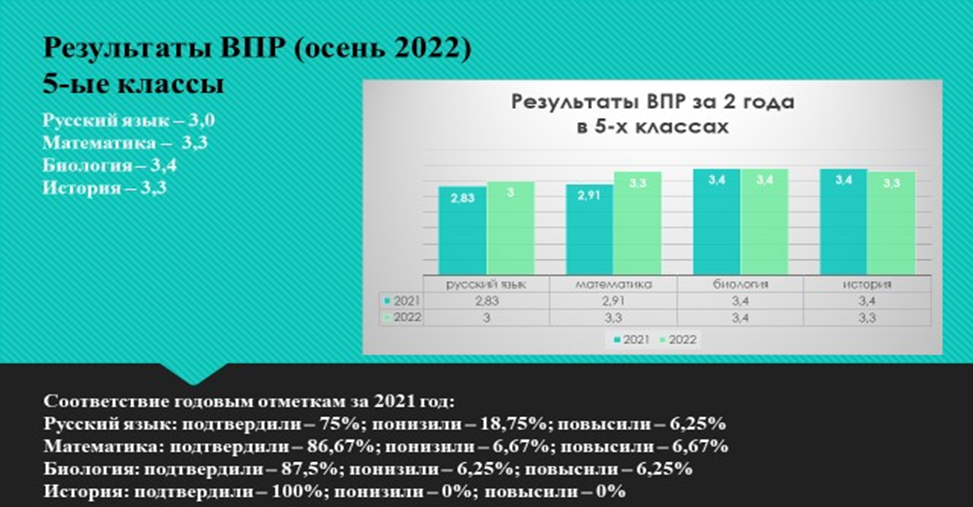 Результаты ВПР (осень 2022)
5-ые классы
Русский язык – 3,0
Математика – 3,3
Биология – 3,4
История – 3,3
Результаты ВПР за 2 года
в 5-х классах
2,83 3 2,91 3,3 3,4 3,4 3,4 3,3
русский язык математика биология история
2021 2,83 2,91 3,4 3,4
2022 3 3,3 3,4 3,3
2021 2022
Соответствие годовым отметкам за 2021 год:
Русский язык: подтвердили – 75%; понизили – 18,75%; повысили – 6,25%
Математика: подтвердили – 86,67%; понизили – 6,67%; повысили – 6,67%
Биология: подтвердили – 87,5%; понизили – 6,25%; повысили – 6,25%
История: подтвердили – 100%; понизили – 0%; повысили – 0%